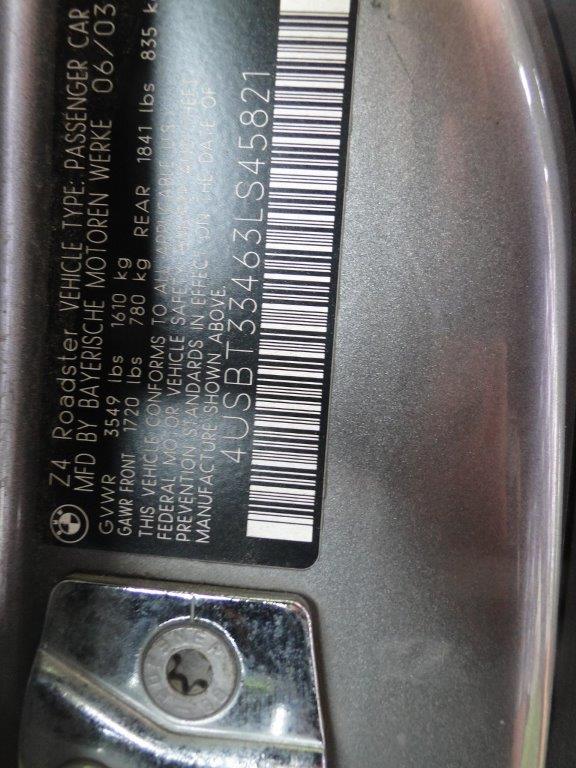 Z4 Roadster VEHICLE TYPE: PASSENGER CAR
MFD BY BAYERISCHE MOTOREN WERKE 06/03
GVWR 3549 lbs 1610 kg
GAWR FRONT 1720 lbs 780 kg REAR 1841 lbs 835 k
THIS VEHICLE CONFORMS TO ALL APPLICABLE U.S.
FEDERAL MOTOR VEHICLE SAFETY THEFT
PREVENTION STANDARDS IN EFFECT ON THE DATE OF
MANUFACTURE SHOWN ABOVE.
4USBT33463LS45821